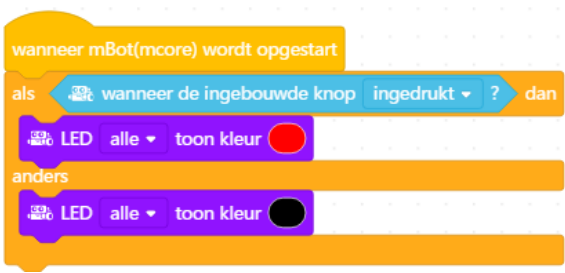 wanneer mBot(mcore) wordt opgestart
als wanneer de ingebouwde knop ingedrukt ? dan
LED alle toon kleur
anders
LED alle toon kleur